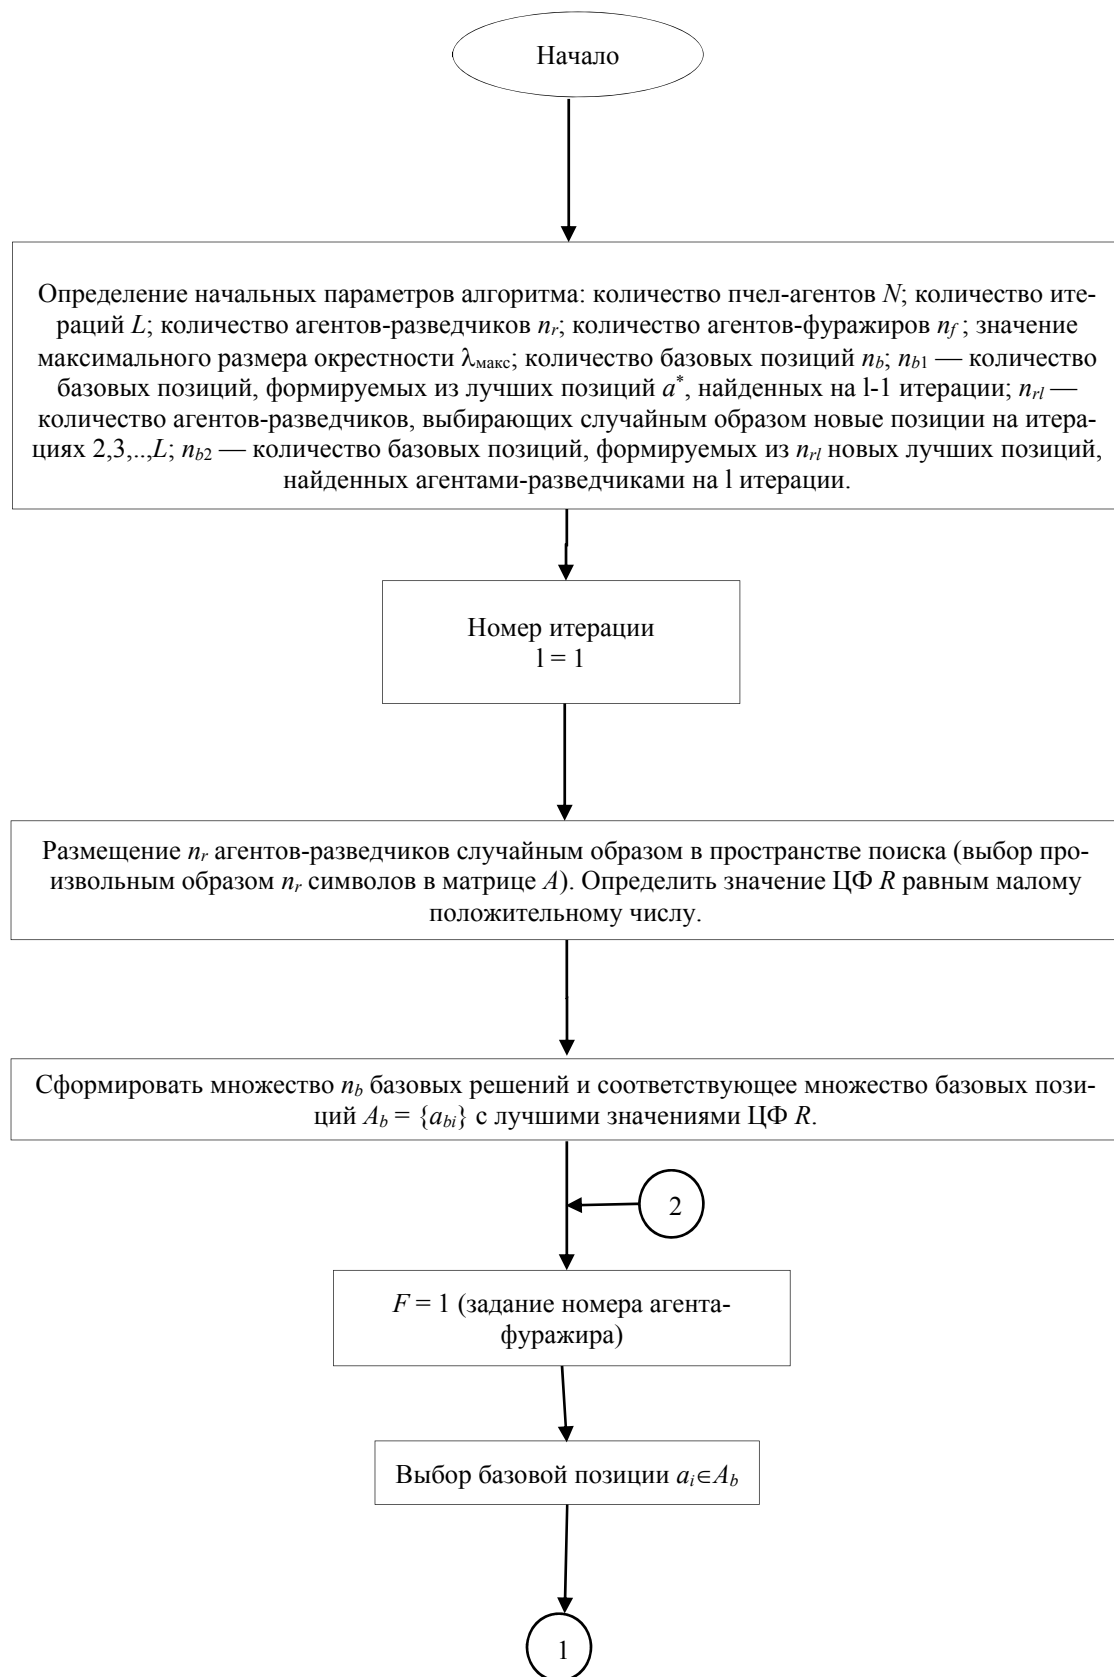 Начало
Определение начальных параметров алгоритма: количество пчел-агентов N; количество ите-
раций L; количество агентов-разведчиков nr; количество агентов-фуражиров nf ; значение
максимального размера окрестности λмакс; количество базовых позиций nb; nb1 — количество
базовых позиций, формируемых из лучших позиций a*, найденных на l-1 итерации; nrl —
количество агентов-разведчиков, выбирающих случайным образом новые позиции на итера-
циях 2,3,..,L; nb2 — количество базовых позиций, формируемых из nrl новых лучших позиций,
найденных агентами-разведчиками на l итерации.
Номер итерации
l = 1
Размещение nr агентов-разведчиков случайным образом в пространстве поиска (выбор про-
извольным образом nr символов в матрице A). Определить значение ЦФ R равным малому
положительному числу.
Сформировать множество nb базовых решений и соответствующее множество базовых пози-
ций Ab = {abi} с лучшими значениями ЦФ R.
2
F = 1 (задание номера агента-
фуражира)
Выбор базовой позиции ai∈Ab
1